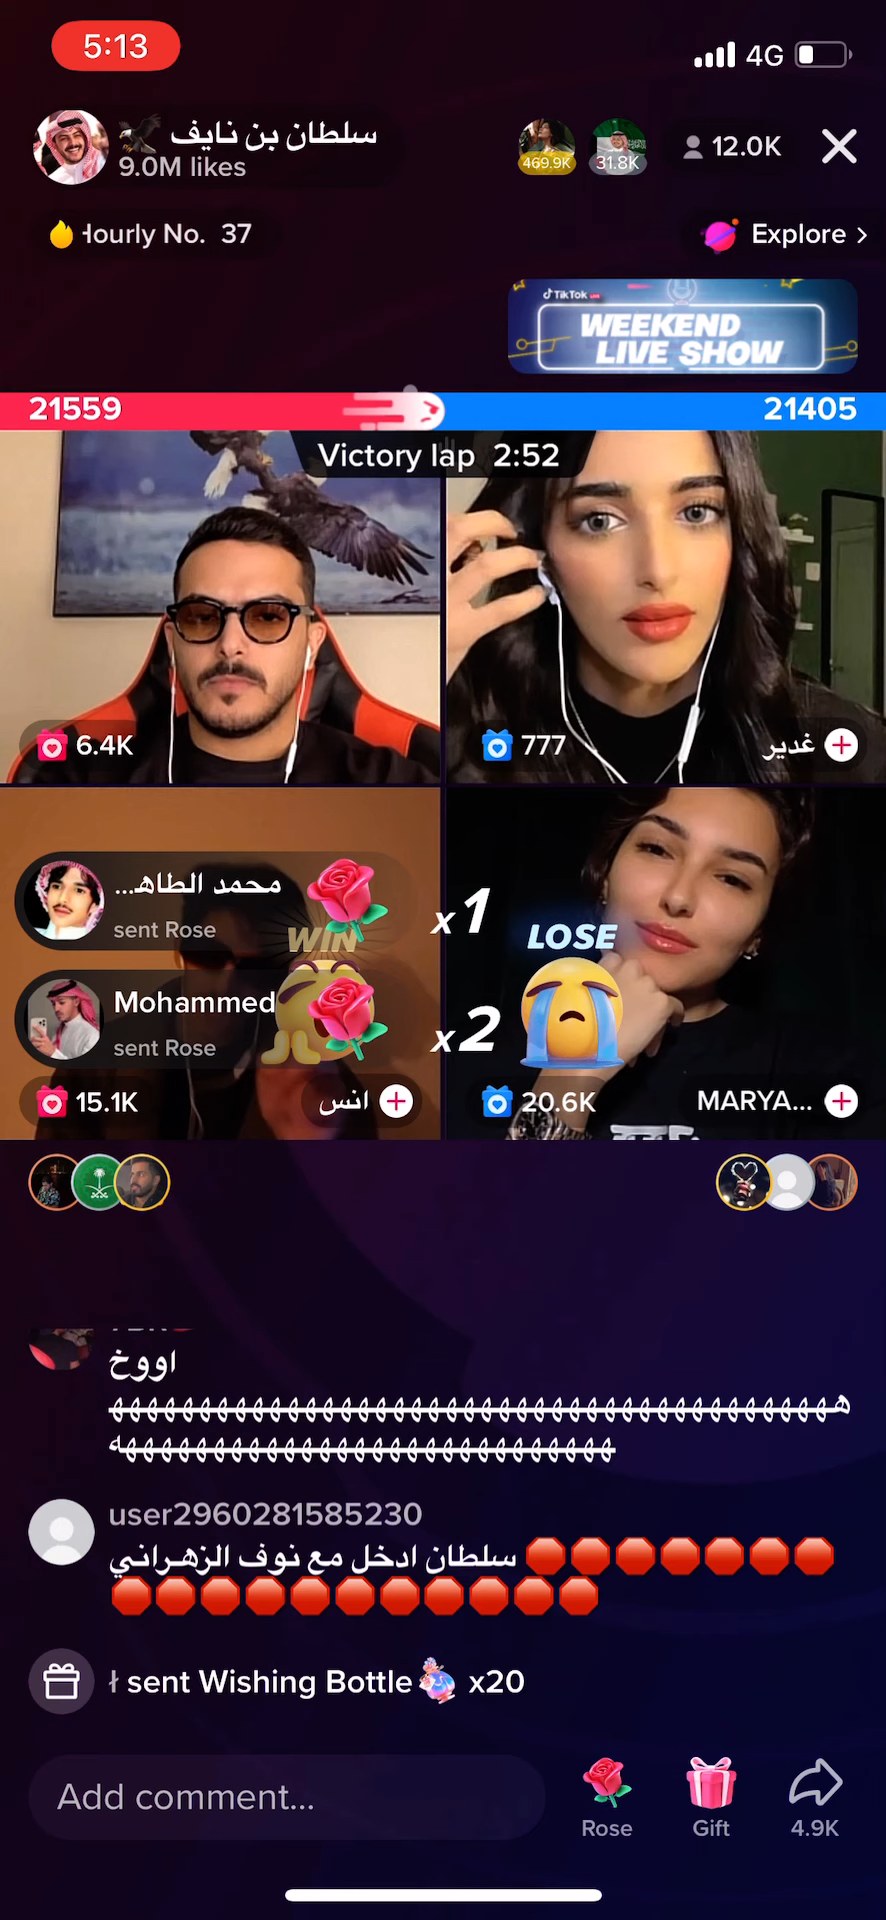 5:13
4G
سلطان بن نايف
9.0M likes
469.9K
31.8K
12.0K
Hourly No. 37
Explore >
TikTok LIVE
WEEKEND
LIVE SHOW
21559
21405
Victory lap 2:52
6.4K
777
غدير
محمد الطاهـ...
sent Rose
x1
WIN
LOSE
Mohammed
sent Rose
x2
15.1K
انس
20.6K
MARYA...
اووخ
user2960281585230
سلطان ادخل مع نوف الزهراني
sent Wishing Bottle x20
Add comment...
Rose
Gift
4.9K